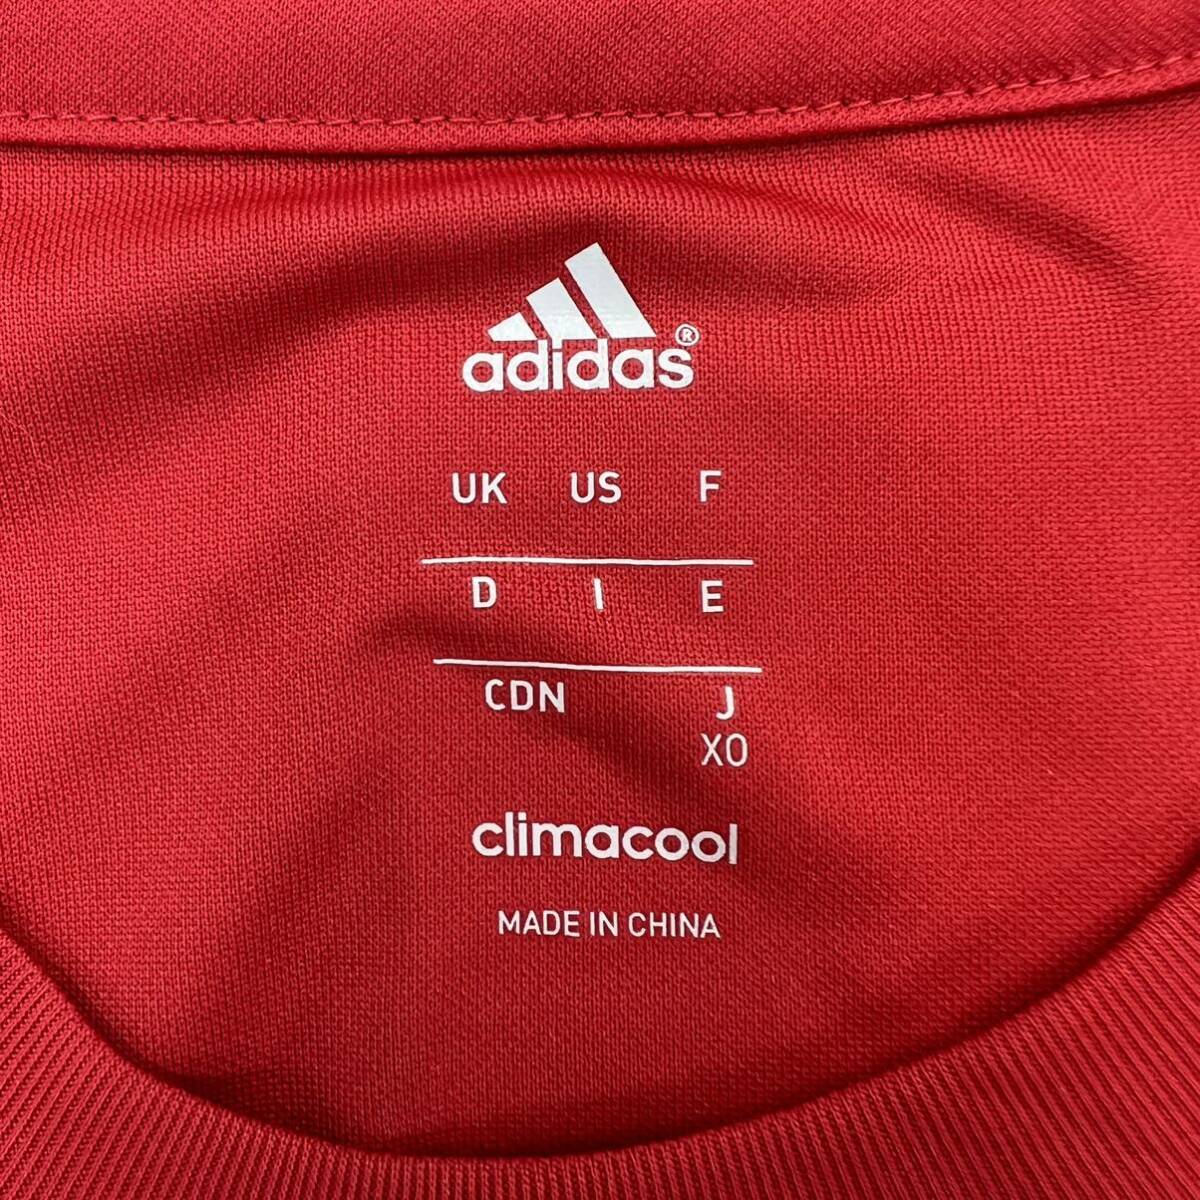 adidas®
UK US F
D I E
CDN J
XO
climacool
MADE IN CHINA